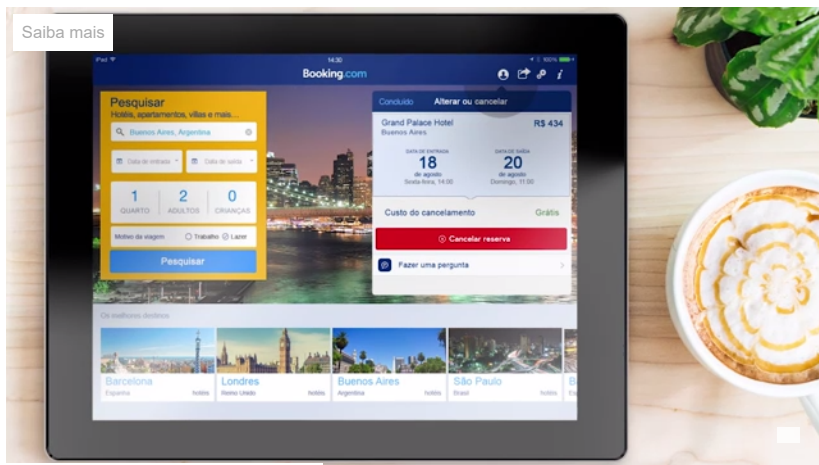 Saiba mais
iPad
14:30
100%
Booking.com
Pesquisar
Hotéis, apartamentos, villas e mais...
Buenos Aires, Argentina
Data de entrada
Data de saída
1
2
0
QUARTO
ADULTOS
CRIANÇAS
Motivo da viagem
Trabalho
Lazer
Pesquisar
Concluído
Alterar ou cancelar
Grand Palace Hotel
R$ 434
Buenos Aires
DATA DE ENTRADA
DATA DE SAÍDA
18
20
de agosto
de agosto
Sexta-feira, 14:00
Domingo, 11:00
Custo do cancelamento
Grátis
Cancelar reserva
Fazer uma pergunta
Os melhores destinos
Barcelona
Espanha
hotéis
Londres
Reino Unido
hotéis
Buenos Aires
Argentina
hotéis
São Paulo
Brasil
hotéis